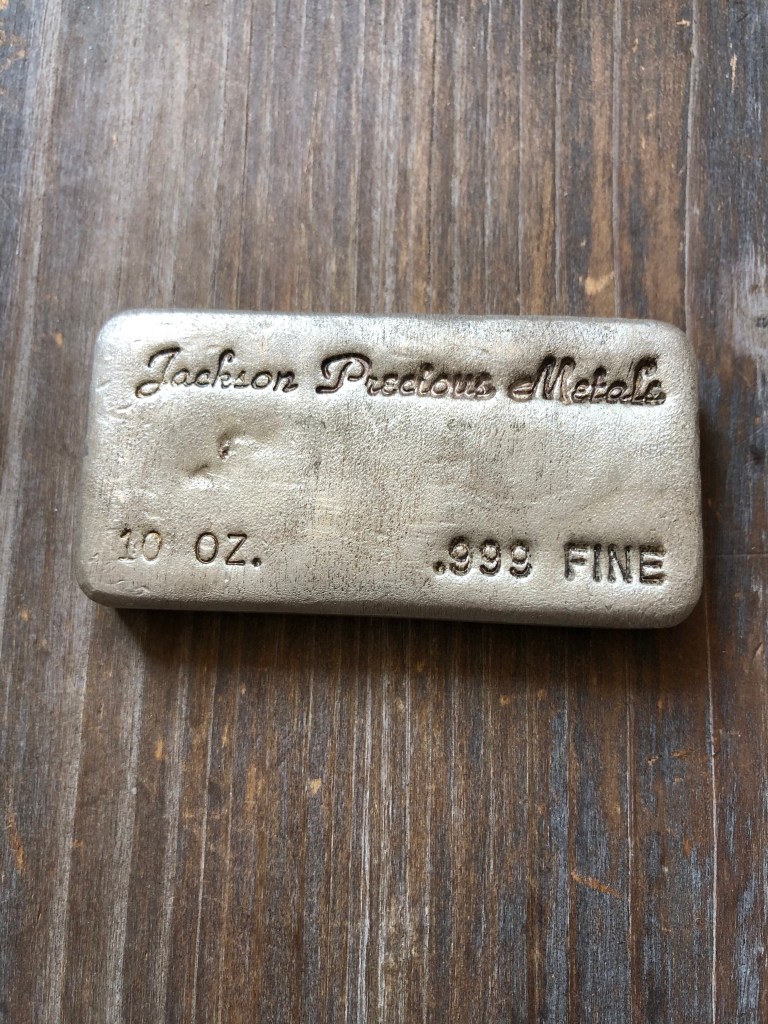 Jackson Precious Metals
10 OZ. .999 FINE